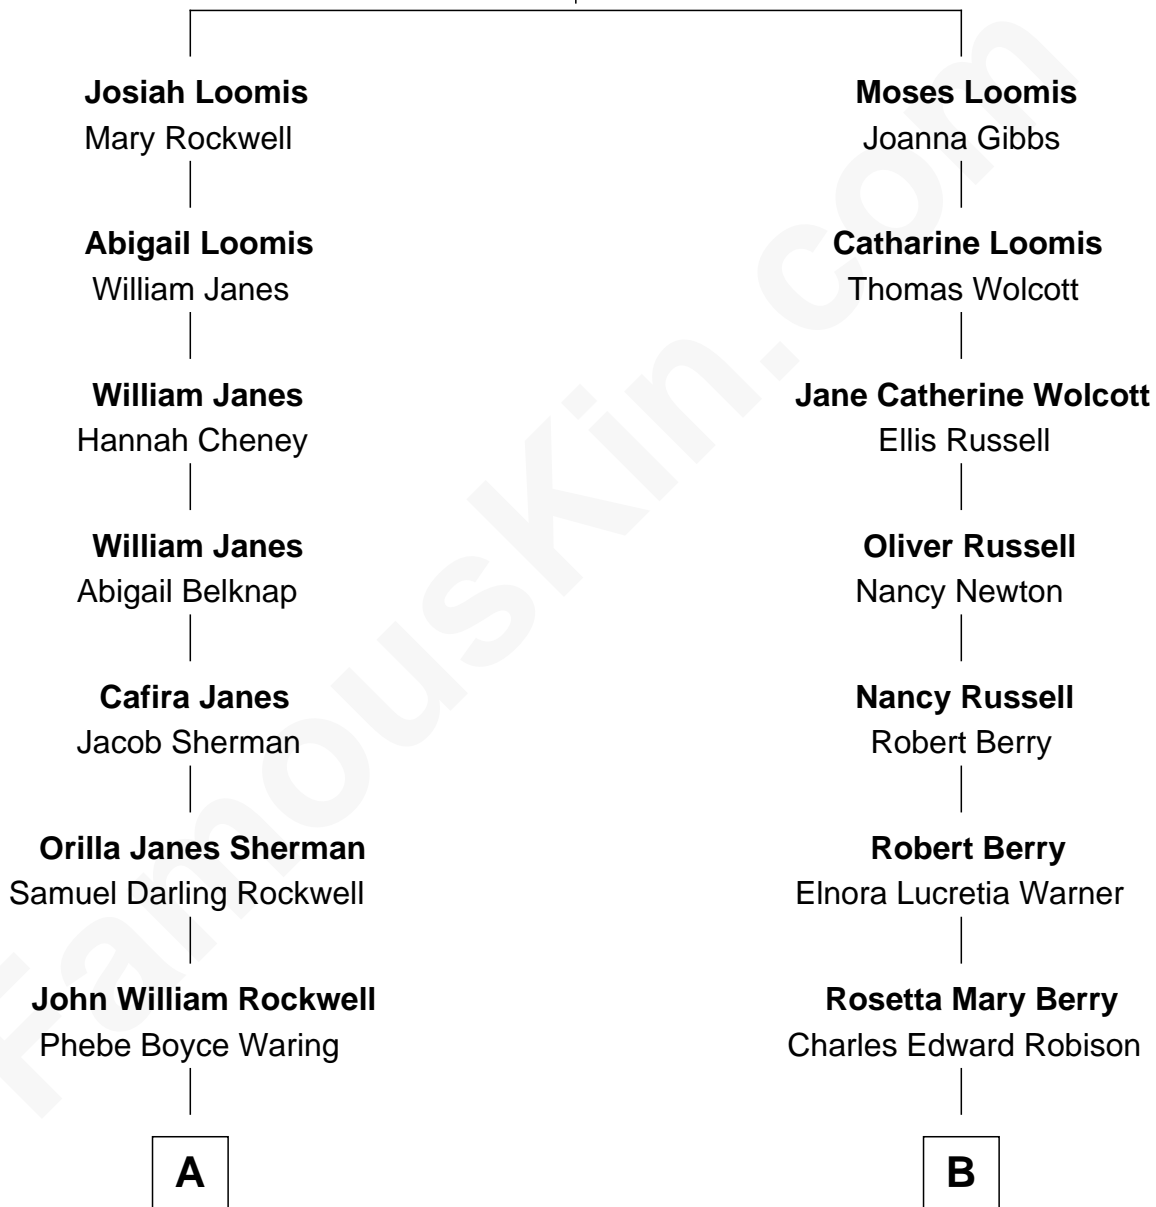 Josiah Loomis
Mary Rockwell
Moses Loomis
Joanna Gibbs
Abigail Loomis
William Janes
Catharine Loomis
Thomas Wolcott
William Janes
Hannah Cheney
Jane Catherine Wolcott
Ellis Russell
William Janes
Abigail Belknap
Oliver Russell
Nancy Newton
Cafira Janes
Jacob Sherman
Nancy Russell
Robert Berry
Orilla Janes Sherman
Samuel Darling Rockwell
Robert Berry
Elnora Lucretia Warner
John William Rockwell
Phebe Boyce Waring
Rosetta Mary Berry
Charles Edward Robison
A
B
FamousKin.com